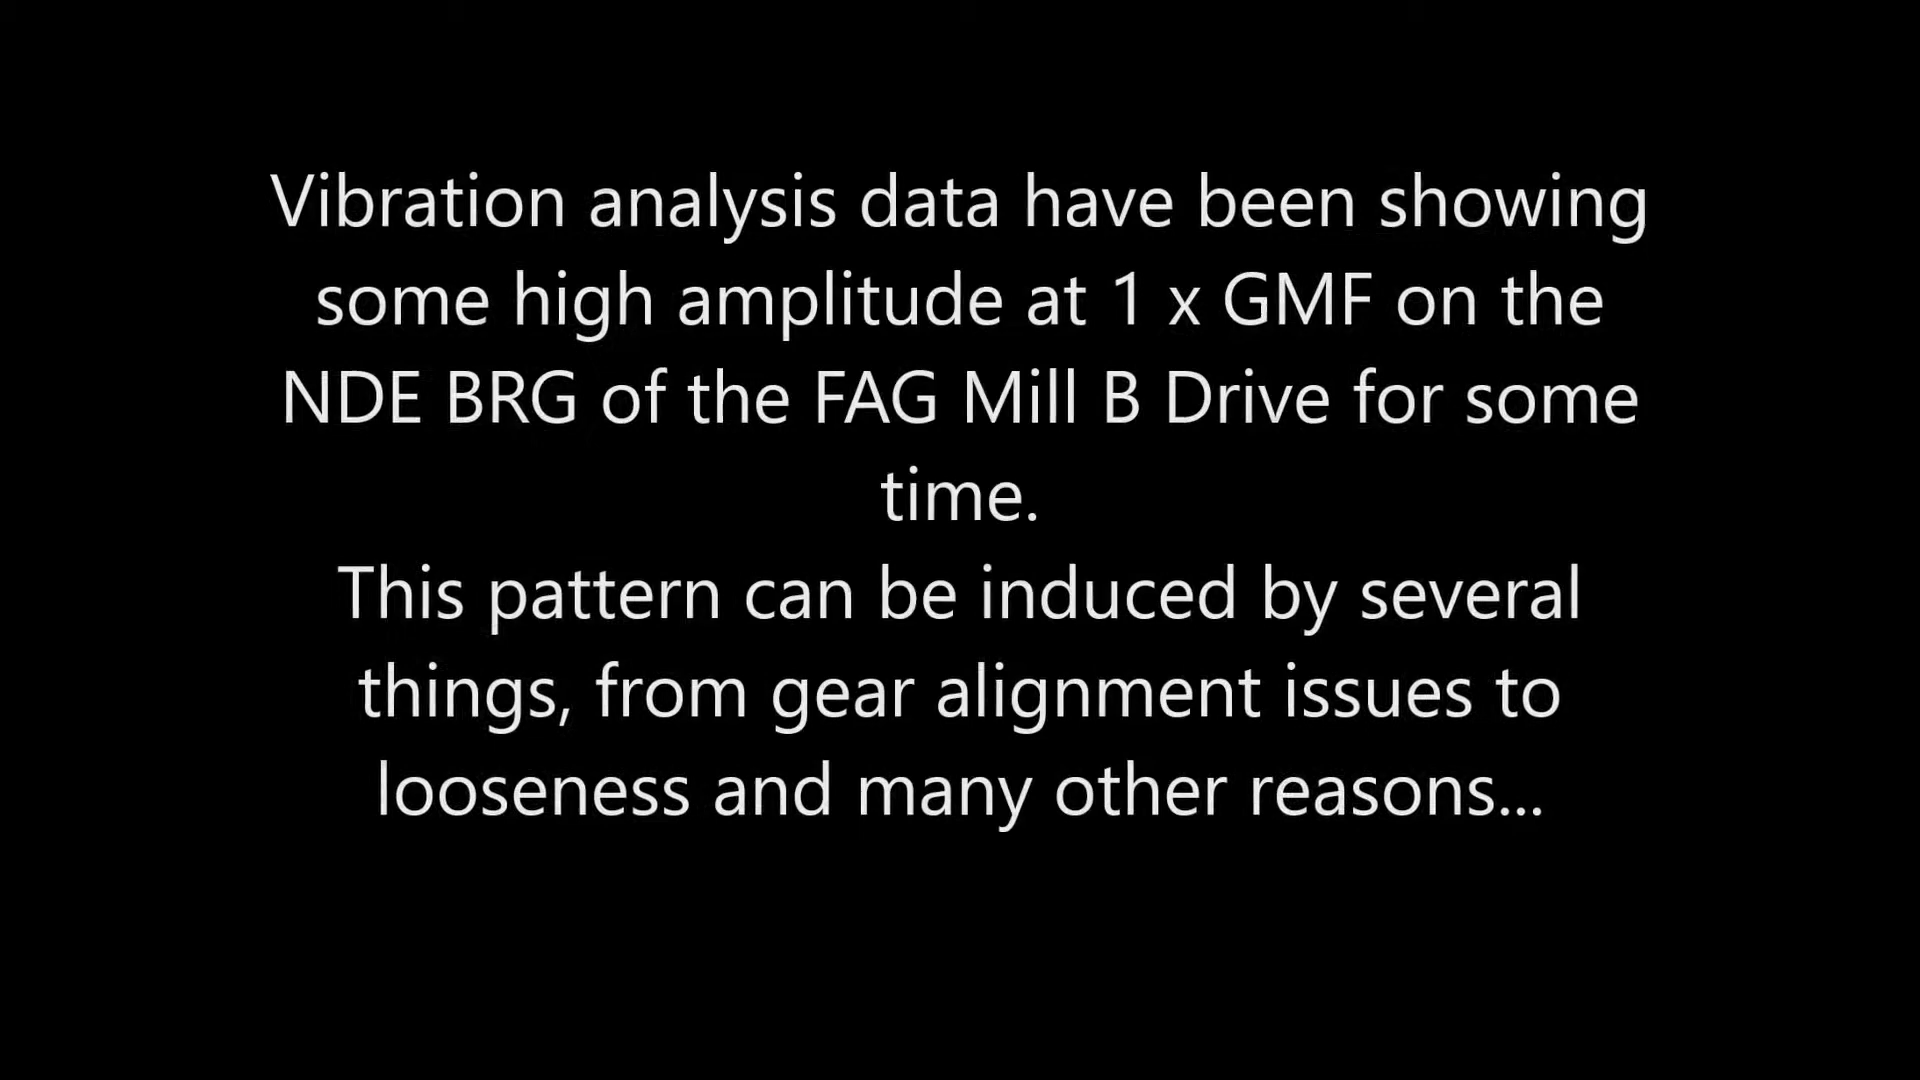 Vibration analysis data have been showing
some high amplitude at 1 x GMF on the
NDE BRG of the FAG Mill B Drive for some
time.
This pattern can be induced by several
things, from gear alignment issues to
looseness and many other reasons...